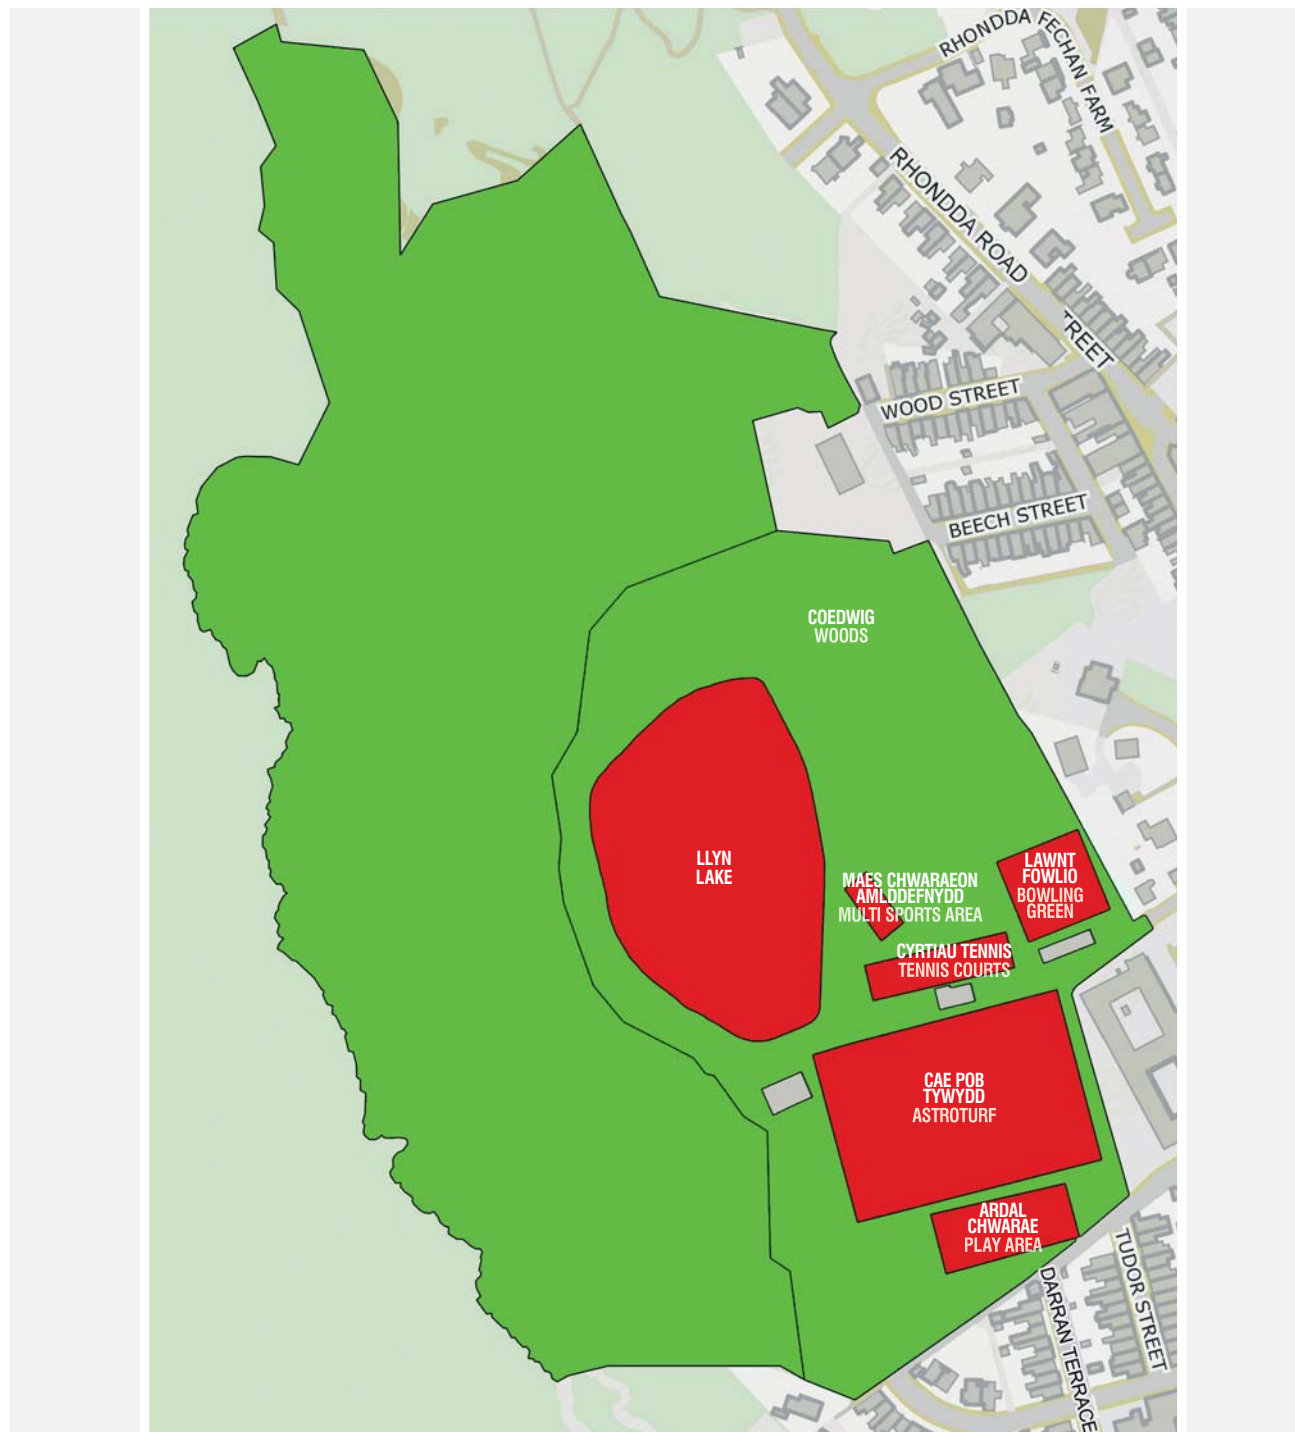 RHONDDA
FECHAN FARM
RHONDDA ROAD
TREET
WOOD STREET
BEECH STREET
COEDWIG
WOODS
LLYN
LAKE
MAES CHWARAEON
AMLDDEFNYDD
MULTI SPORTS AREA
LAWNT
FOWLIO
BOWLING
GREEN
CYRTIAU TENNIS
TENNIS COURTS
CAE POB
TYWYDD
ASTROTURF
ARDAL
CHWARAE
PLAY AREA
TUDOR STREET
DARRAN TERRACE